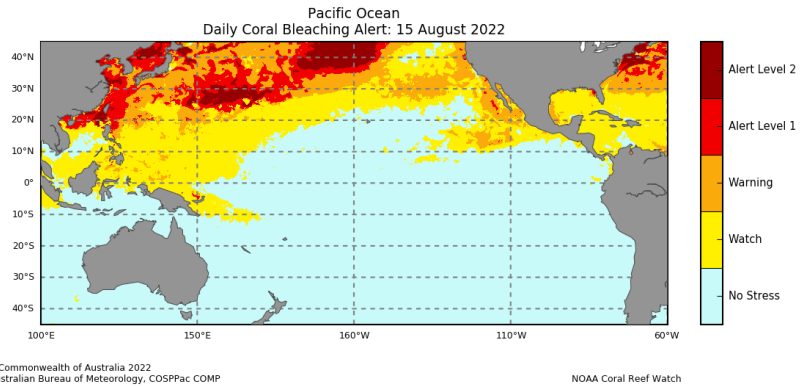 Pacific Ocean
Daily Coral Bleaching Alert: 15 August 2022
40°N
30°N
20°N
10°N
0°
10°S
20°S
30°S
40°S
100°E
150°E
160°W
110°W
60°W
Alert Level 2
Alert Level 1
Warning
Watch
No Stress
Commonwealth of Australia 2022
stralian Bureau of Meteorology, COSPPac COMP
NOAA Coral Reef Watch